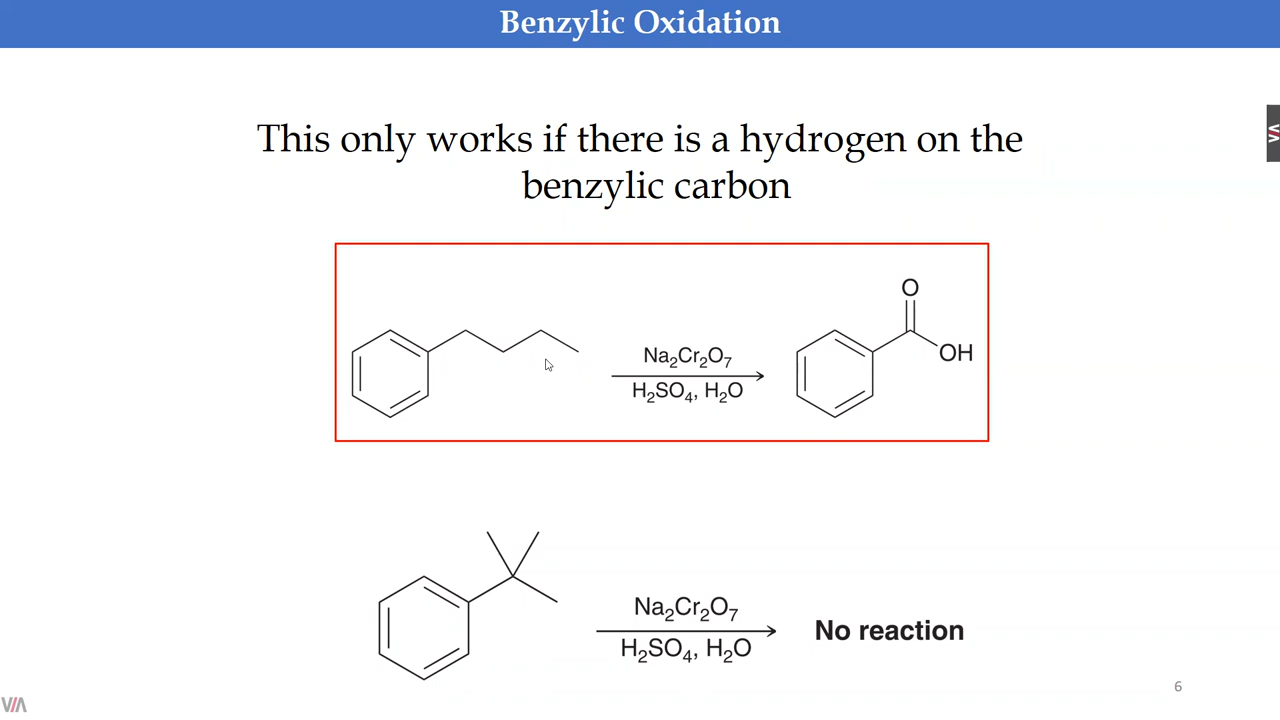 Benzylic Oxidation
This only works if there is a hydrogen on the
benzylic carbon
O
OH
Na₂Cr₂O₇
H₂SO₄, H₂O
Na₂Cr₂O₇
H₂SO₄, H₂O
No reaction
6
VIA